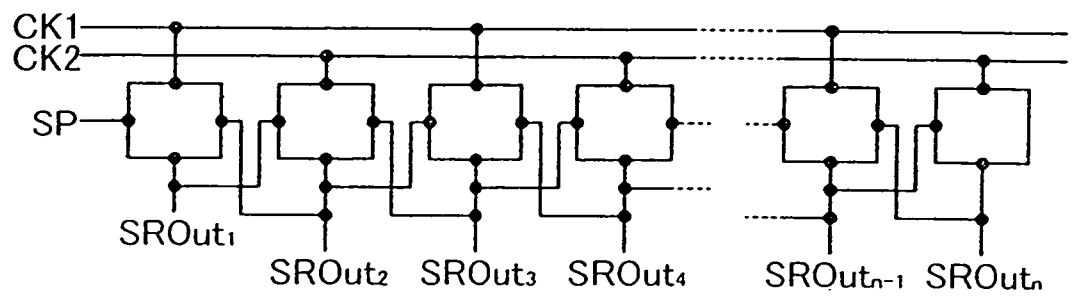 CK1
CK2
SP
SROut₁
SROut₂ SROut₃ SROut₄ SROutₙ₋₁ SROutₙ